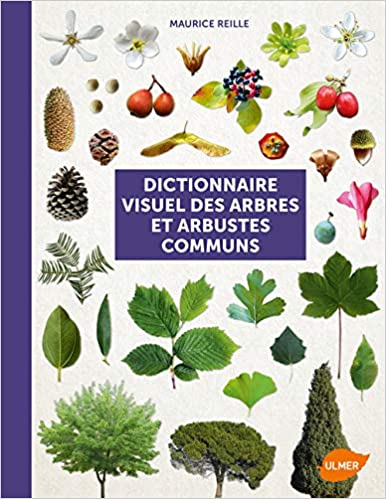 MAURICE REILLE
DICTIONNAIRE
VISUEL DES ARBRES
ET ARBUSTES
COMMUNS
ULMER